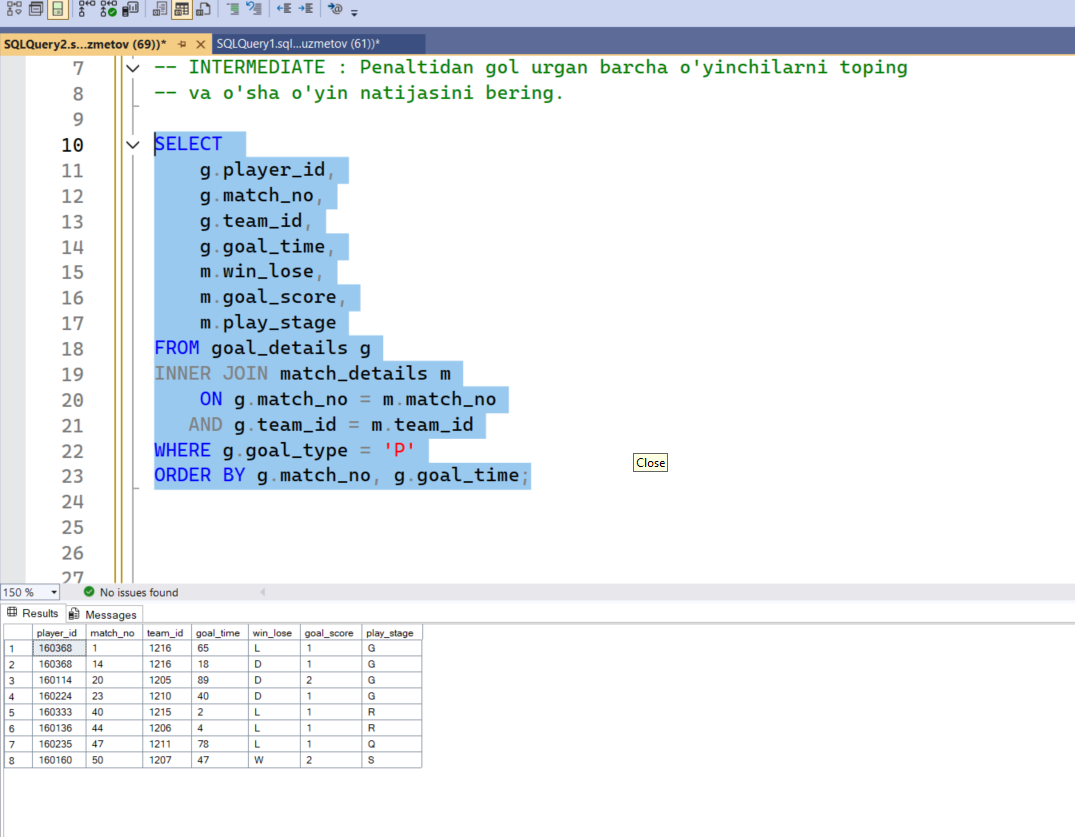 SQLQuery2.s...zmetov (69))* SQLQuery1.sql...uzmetov (61))*
7 -- INTERMEDIATE : Penaltidan gol urgan barcha o'yinchilarni toping
8 -- va o'sha o'yin natijasini bering.
9
10 SELECT
11 g.player_id,
12 g.match_no,
13 g.team_id,
14 g.goal_time,
15 m.win_lose,
16 m.goal_score,
17 m.play_stage
18 FROM goal_details g
19 INNER JOIN match_details m
20 ON g.match_no = m.match_no
21 AND g.team_id = m.team_id
22 WHERE g.goal_type = 'P'
Close
23 ORDER BY g.match_no, g.goal_time;
24
25
26
27
150 % No issues found
Results Messages
player_id match_no team_id goal_time win_lose goal_score play_stage
1 160368 1 1216 65 L 1 G
2 160368 14 1216 18 D 1 G
3 160114 20 1205 89 D 2 G
4 160224 23 1210 40 D 1 G
5 160333 40 1215 2 L 1 R
6 160136 44 1206 4 L 1 R
7 160235 47 1211 78 L 1 Q
8 160160 50 1207 47 W 2 S